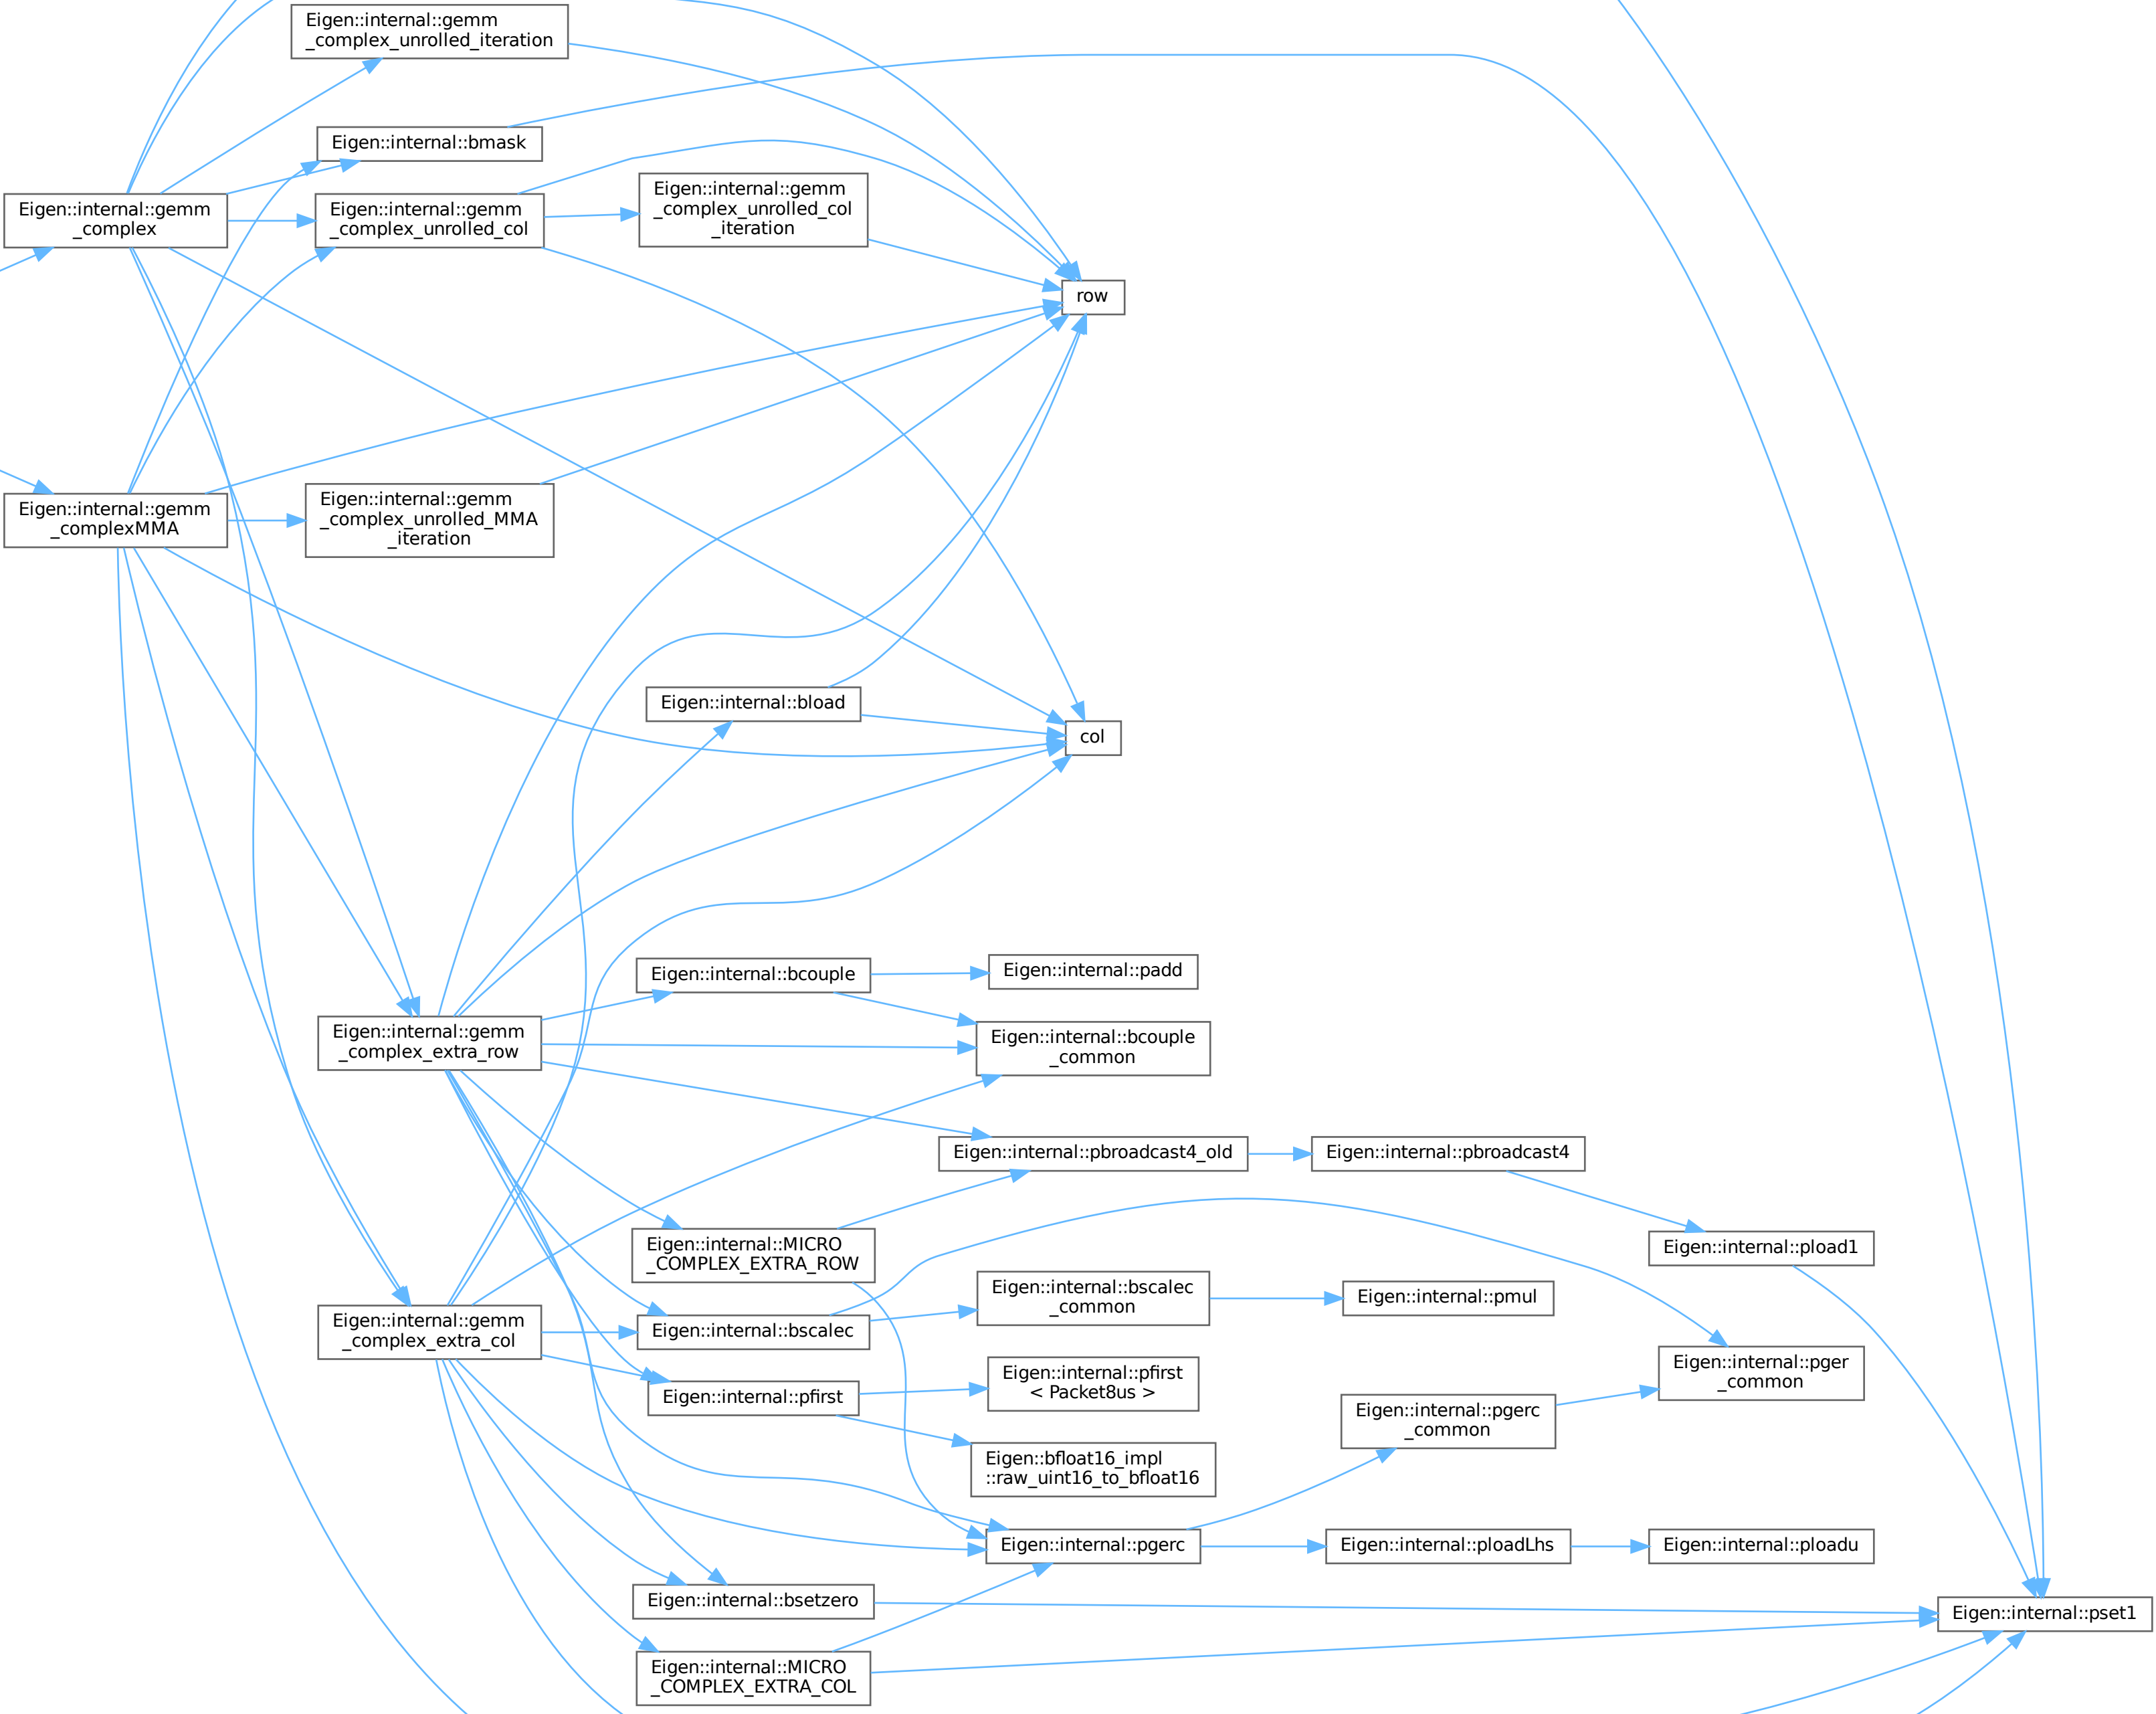 Eigen::internal::gemm
_complex_unrolled_iteration
Eigen::internal::bmask
Eigen::internal::gemm
_complex
Eigen::internal::gemm
_complex_unrolled_col
Eigen::internal::gemm
_complex_unrolled_col
_iteration
row
Eigen::internal::gemm
_complexMMA
Eigen::internal::gemm
_complex_unrolled_MMA
_iteration
Eigen::internal::bload
col
Eigen::internal::bcouple
Eigen::internal::padd
Eigen::internal::gemm
_complex_extra_row
Eigen::internal::bcouple
_common
Eigen::internal::pbroadcast4_old
Eigen::internal::pbroadcast4
Eigen::internal::MICRO
_COMPLEX_EXTRA_ROW
Eigen::internal::pload1
Eigen::internal::bscalec
_common
Eigen::internal::pmul
Eigen::internal::gemm
_complex_extra_col
Eigen::internal::bscalec
Eigen::internal::pger
_common
Eigen::internal::pfirst
Eigen::internal::pfirst
< Packet8us >
Eigen::internal::pgerc
_common
Eigen::bfloat16_impl
::raw_uint16_to_bfloat16
Eigen::internal::pgerc
Eigen::internal::ploadLhs
Eigen::internal::ploadu
Eigen::internal::bsetzero
Eigen::internal::pset1
Eigen::internal::MICRO
_COMPLEX_EXTRA_COL